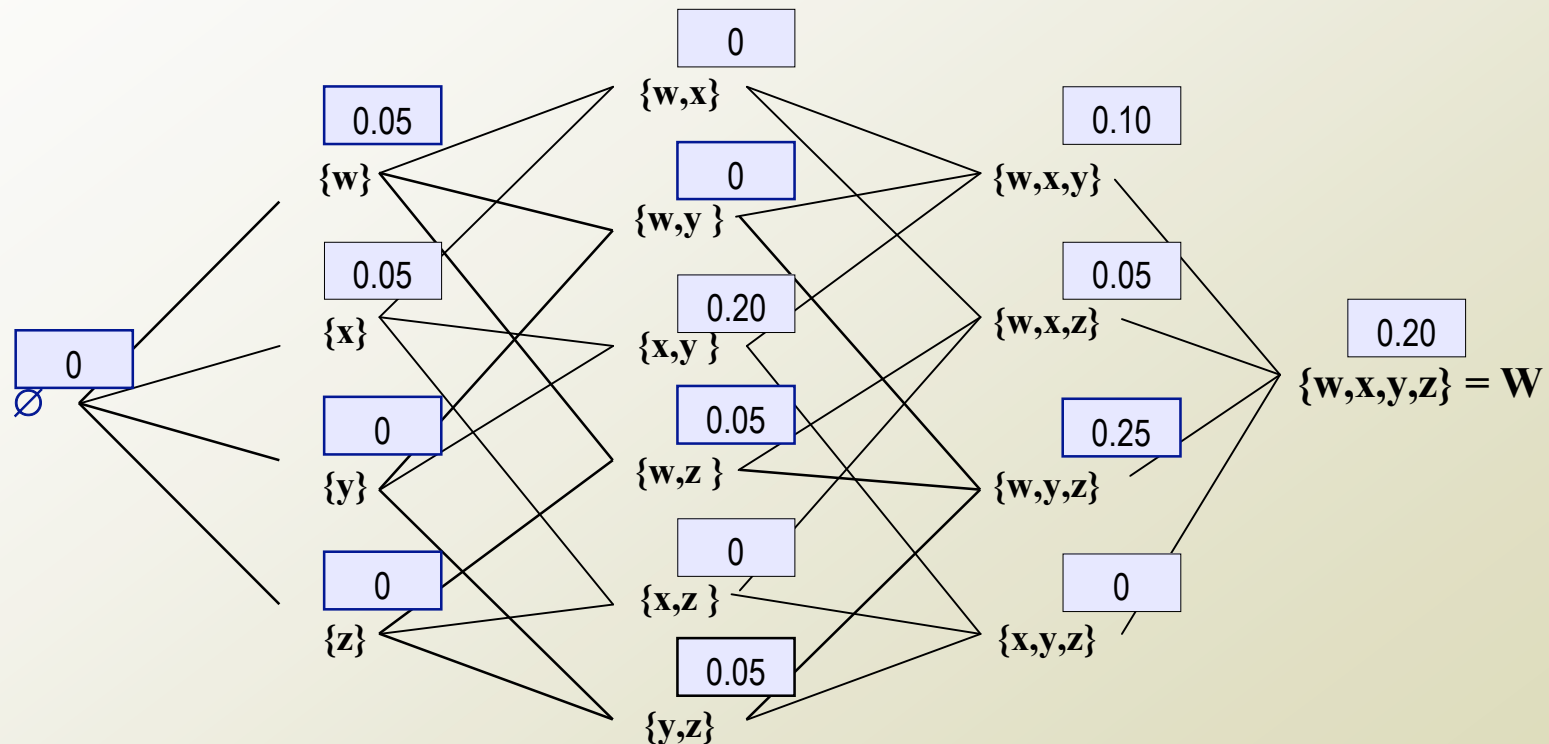 0
∅
0.05
{w}
0.05
{x}
0
{y}
0
{z}
0
{w,x}
0
{w,y }
0.20
{x,y }
0.05
{w,z }
0
{x,z }
0.05
{y,z}
0.10
{w,x,y}
0.05
{w,x,z}
0.25
{w,y,z}
0
{x,y,z}
0.20
{w,x,y,z} = W